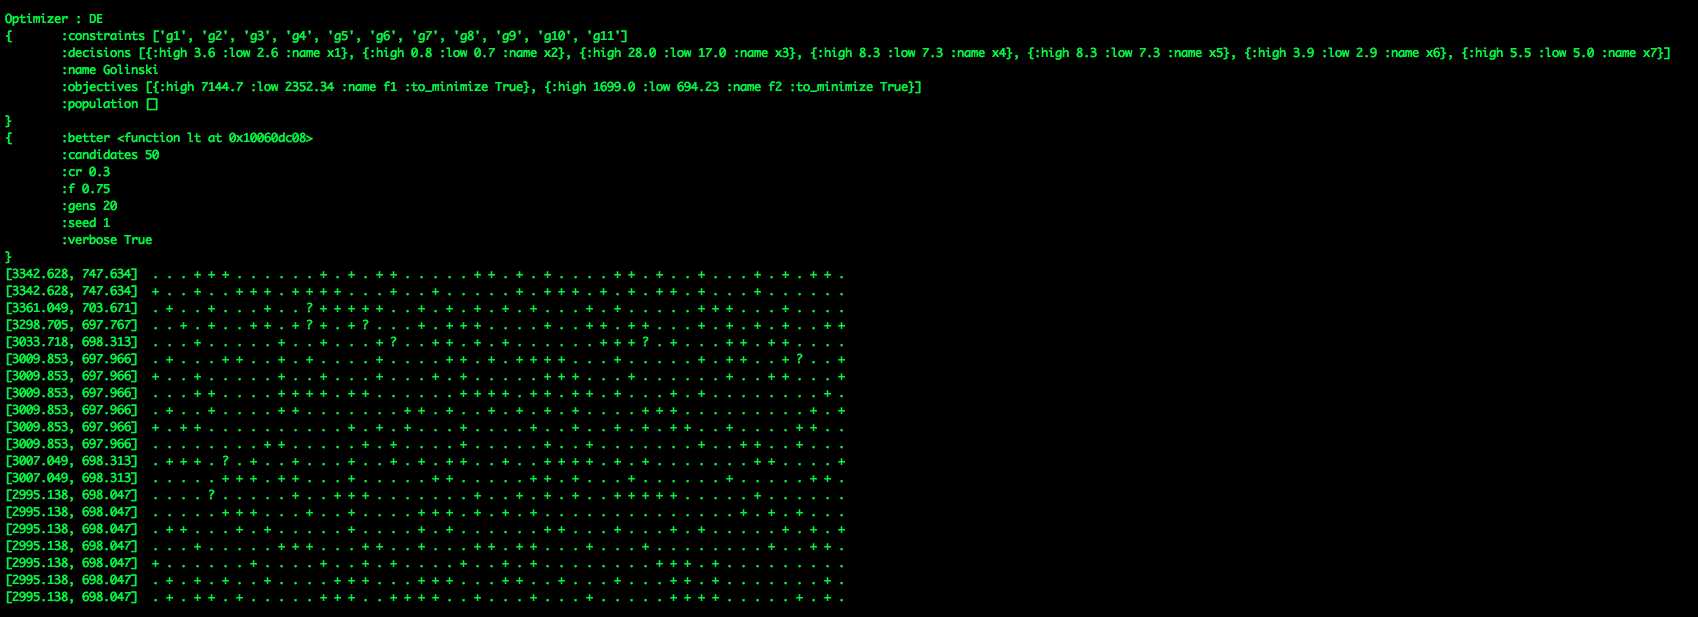 Optimizer : DE
{ :constraints ['g1', 'g2', 'g3', 'g4', 'g5', 'g6', 'g7', 'g8', 'g9', 'g10', 'g11']
:decisions [{:high 3.6 :low 2.6 :name x1}, {:high 0.8 :low 0.7 :name x2}, {:high 28.0 :low 17.0 :name x3}, {:high 8.3 :low 7.3 :name x4}, {:high 8.3 :low 7.3 :name x5}, {:high 3.9 :low 2.9 :name x6}, {:high 5.5 :low 5.0 :name x7}]
:name Golinski
:objectives [{:high 7144.7 :low 2352.34 :name f1 :to_minimize True}, {:high 1699.0 :low 694.23 :name f2 :to_minimize True}]
:population []
}
{ :better <function lt at 0x10060dc08>
:candidates 50
:cr 0.3
:f 0.75
:gens 20
:seed 1
:verbose True
}
[3342.628, 747.634] . . . + + + . . . . . . + . + . + + . . . . . + + . + . + . . . . + + . + . . + . . . + . + . + + .
[3342.628, 747.634] + . . + . . + + + . + + + + . . . + . . + . . . . . + . + + + . + . + . + + . + . . . + . . . . . .
[3361.049, 703.671] . + . . + . . + . . . ? + + + + + . . + . + . + . + . + . . . + . + . . . . . + + + . . . + . . . .
[3298.705, 697.767] . . + . + . . + + . + ? + . + ? . . . + . + + + . . . . + . . + + . + + . . . + . + . + . + . . + +
[3033.718, 698.313] . . . + . . . . . + . . + . . . + ? . . + + . + . + . . . . . . + + + ? . + . . . + + . + + . . . .
[3009.853, 697.966] . + . . . + + . . + . + . . . . + . . . . + + . + . + + + + . . . + . . . . . + . + + . . + ? . . +
[3009.853, 697.966] + . . + . . . . . + . . + . . . + . . . + . + . . . . . + + + . . . + . . . . . . + . . + + . . . +
[3009.853, 697.966] . . . + + . . . . + + + + . + + + . . . . . + + + + . + + . + + . + . . . + . + . . . . . . . . + .
[3009.853, 697.966] . + . . + . . . . + + . . . . . . . + + . + . . + . + . + . + . . . . + + + . . . . . . . . . + . +
[3009.853, 697.966] + . + + . . . . . . . . . . + . + . + . . . + . . . . + . + . . . + . + . + + . . + . . . . + + . .
[3009.853, 697.966] . . . . . . . . + + . . . . . + . + . . . . + . . . . . + . . + . . . . . . . + . . + + . . + . . .
[3007.049, 698.313] . + + + . ? . + . . + . . . + . . + . . + + . . + . . + + + + . . + . + . . . . . . . + + . . . . +
[3007.049, 698.313] . . . . . + + + . + + . . . + . . . . . + + . . . . . + + . + . . . + . . . . . . + . . . . . + + .
[2995.138, 698.047] . . . . ? . . . . . + . . + + + . . . . . . . + . . + . + . . + . + + + + + . . . . . + . . . . . .
[2995.138, 698.047] . . . . . + + + . . . + . . + . . . . + + + . + . + . + . . . . . . . . . . . . . . + . + . + . . .
[2995.138, 698.047] . + + . . . + . + . . . . . + . . . . + . + . . . . . . + + . . . + . . . + . + . . . . . + . + . +
[2995.138, 698.047] . . . + . . . . . + + + . . . + + . . + . . . + + . + + . . . + . . . + . . . . . . . . + . . + + .
[2995.138, 698.047] + . . . . . . + . . . . + . . + . + . . . . + . . + . + . . . . . . . . + + + . + . . . . . . . . .
[2995.138, 698.047] . + . + . + . . + . . . . + + + . . . + + + . . . + + . . + . . . + . . . + + . + . . . . . . . + .
[2995.138, 698.047] . + . + + . + . . . . . + + + . . + + + + . . + . . . + . . . + . . . . . + + + + . . . . . + . + .